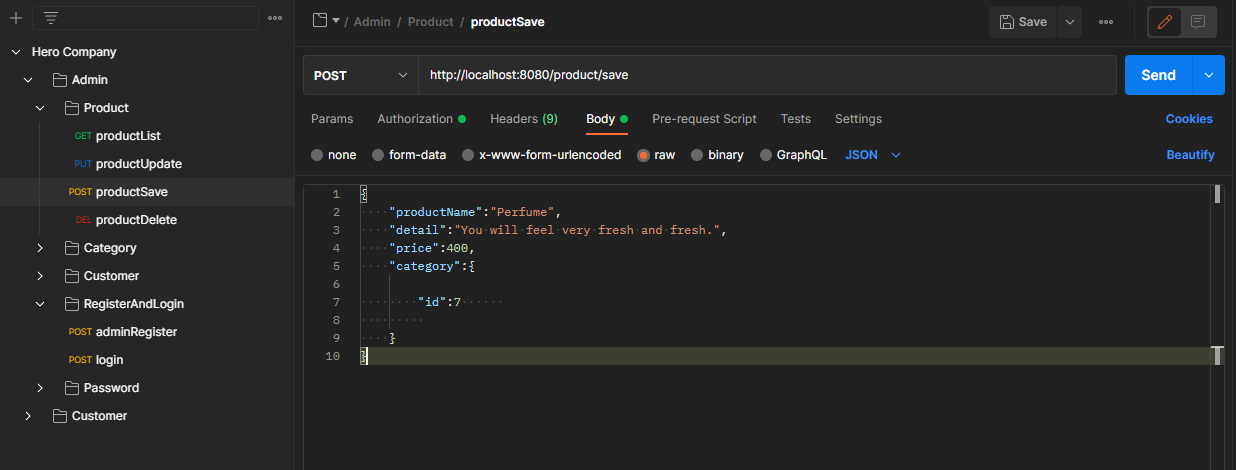 / Admin / Product / productSave
Save
Hero Company
Admin
Product
GET productList
PUT productUpdate
POST productSave
DEL productDelete
Category
Customer
RegisterAndLogin
POST adminRegister
POST login
Password
Customer
POST http://localhost:8080/product/save Send
Params Authorization Headers (9) Body Pre-request Script Tests Settings Cookies
none form-data x-www-form-urlencoded raw binary GraphQL JSON Beautify
1 {
2 "productName":"Perfume",
3 "detail":"You will feel very fresh and fresh.",
4 "price":400,
5 "category":{
6
7 "id":7
8
9 }
10 }